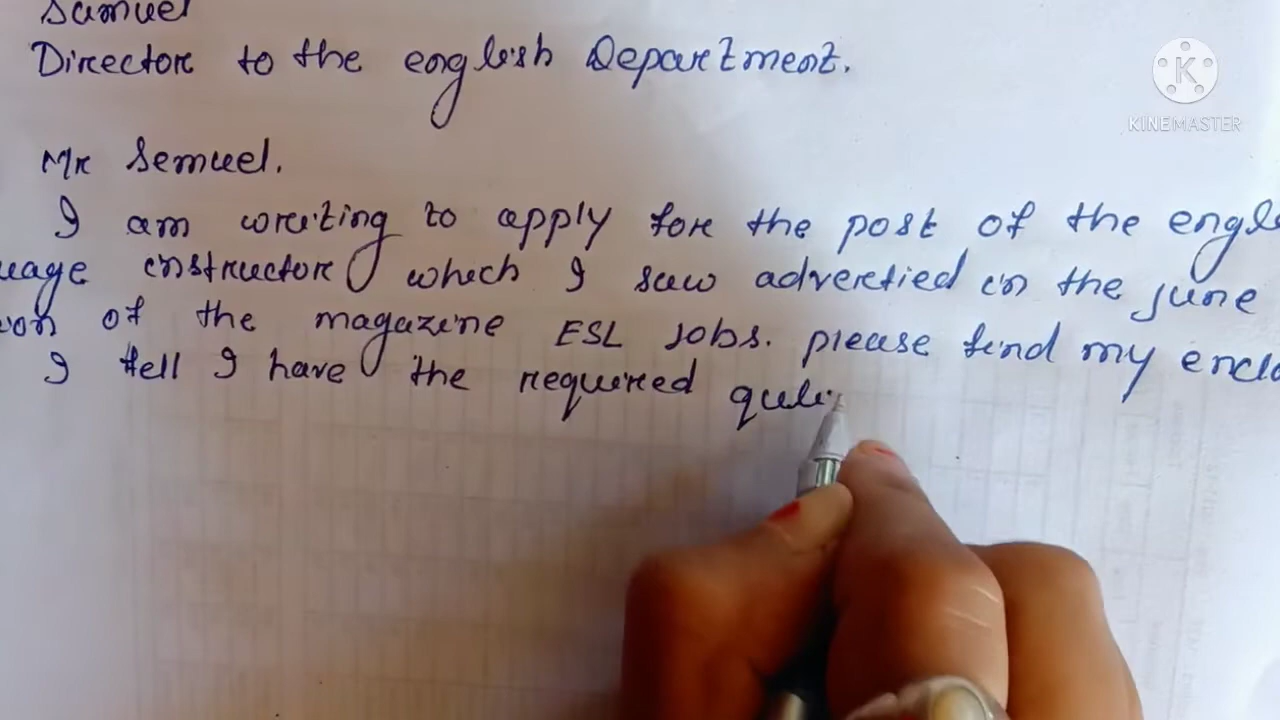 Samuel
Director to the english Department.
Mr Semuel.
I am writing to apply for the post of the engl
uage instructor which I saw advertied in the june
ion of the magazine ESL Jobs. please find my enclo
I fell I have the required quli
KINEMASTER